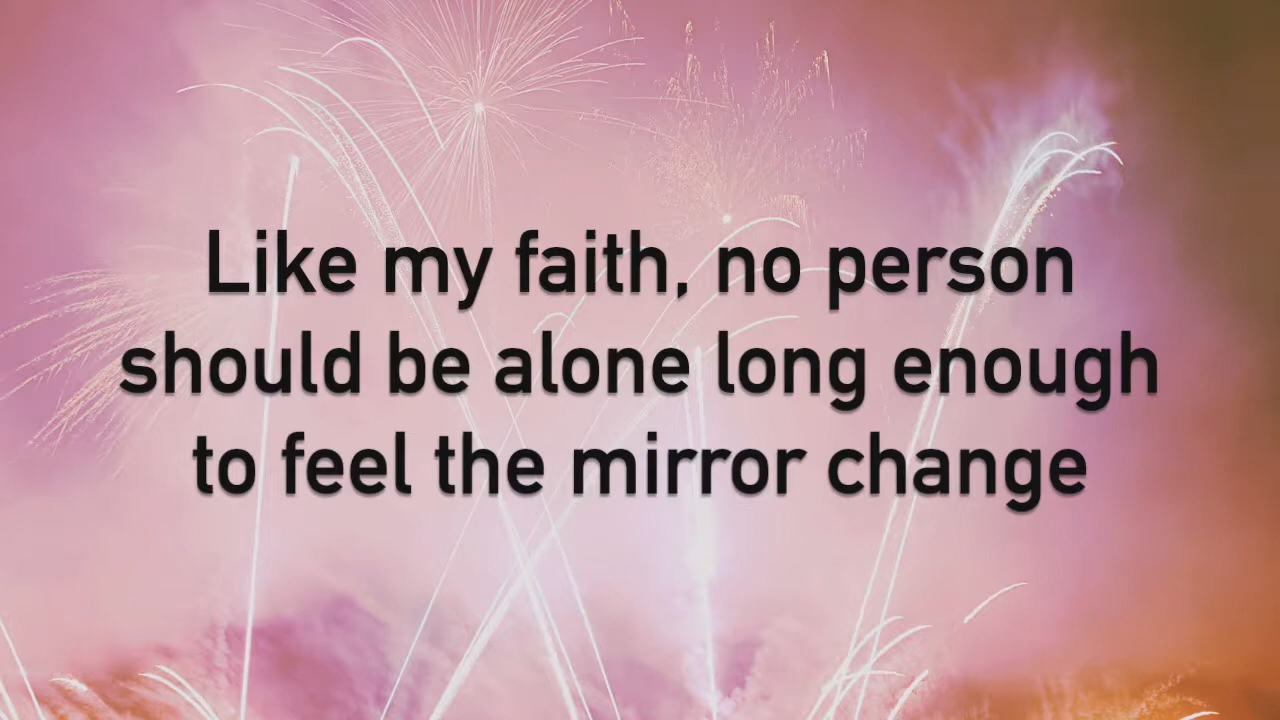 Like my faith, no person
should be alone long enough
to feel the mirror change